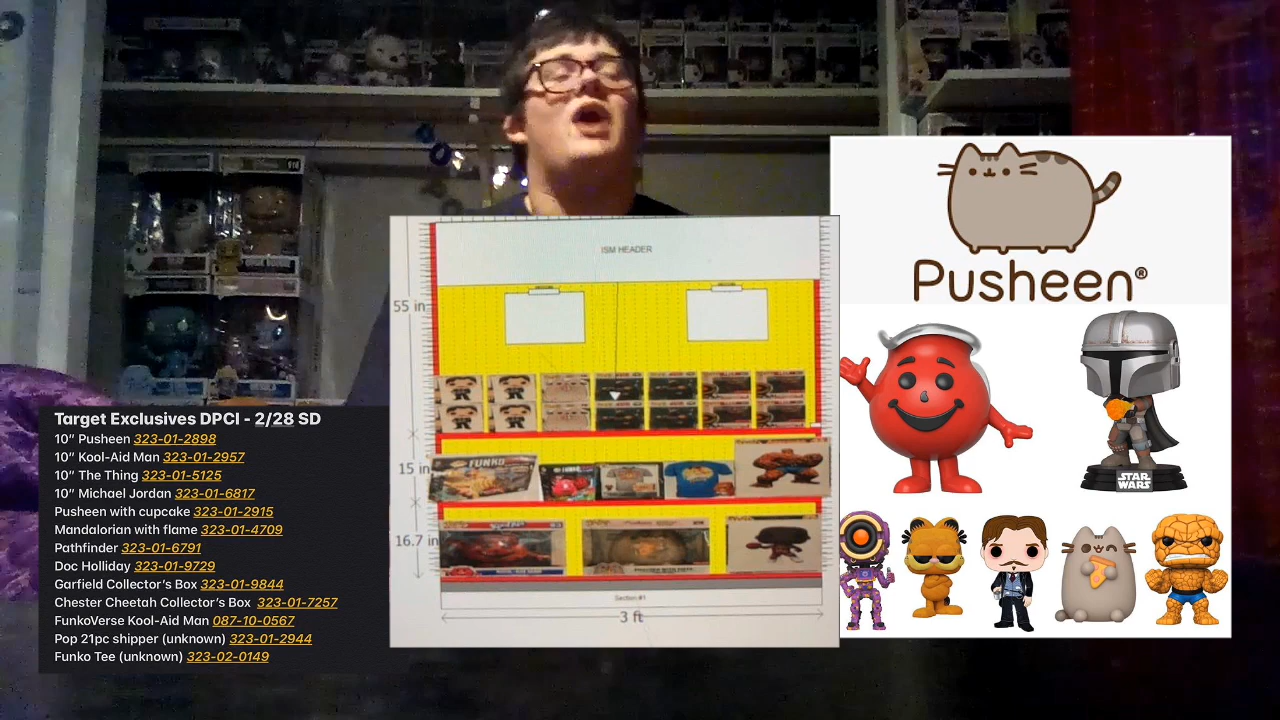 Target Exclusives DPCI - 2/28 SD
10" Pusheen 323-01-2898
10" Kool-Aid Man 323-01-2957
10" The Thing 323-01-5125
10" Michael Jordan 323-01-6817
Pusheen with cupcake 323-01-2915
Mandalorian with flame 323-01-4709
Pathfinder 323-01-6791
Doc Holliday 323-01-9729
Garfield Collector's Box 323-01-9844
Chester Cheetah Collector's Box 323-01-7257
FunkoVerse Kool-Aid Man 087-10-0567
Pop 21pc shipper (unknown) 323-01-2944
Funko Tee (unknown) 323-02-0149
ISM HEADER
55 in
15 in
FUNKO
16.7 in
Section #1
3 ft
Pusheen®
STAR
WARS